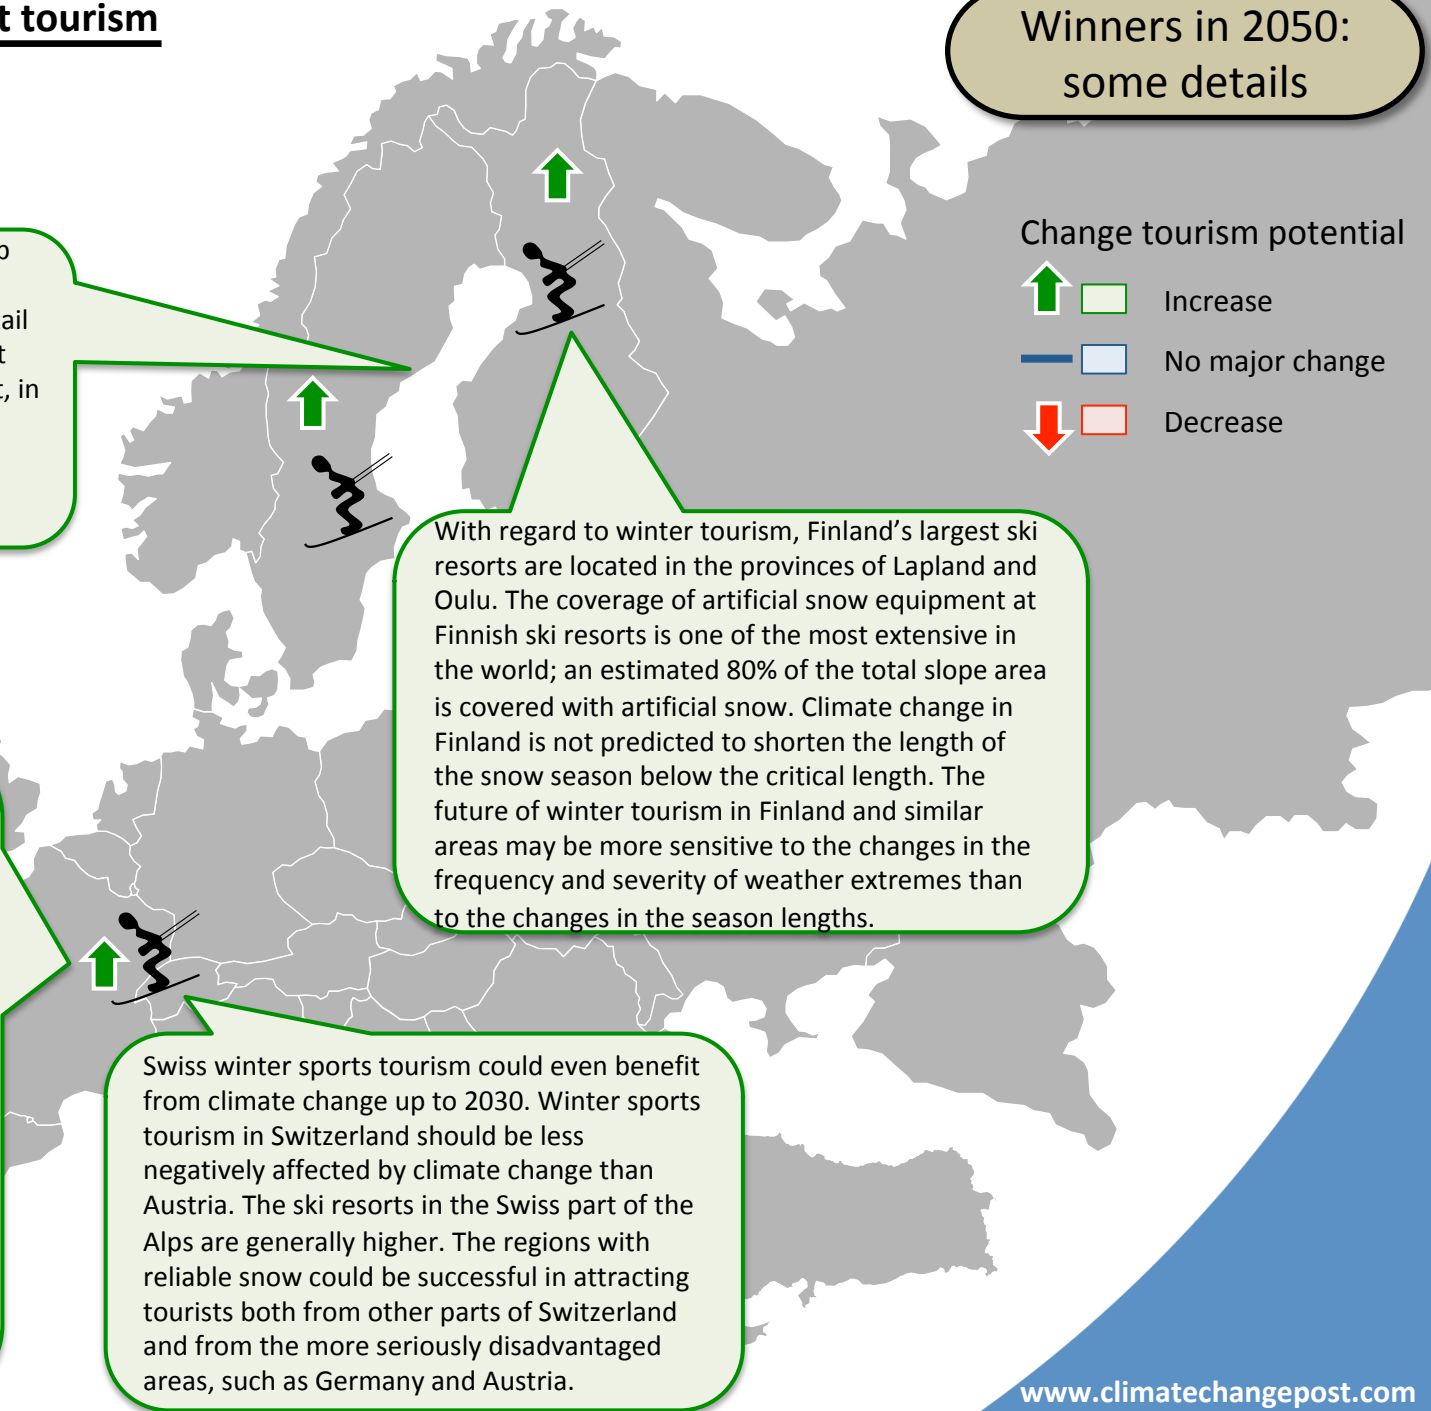 t tourism
Winners in 2050:
some details
Change tourism potential
Increase
No major change
Decrease
ail
t
t, in
With regard to winter tourism, Finland’s largest ski
resorts are located in the provinces of Lapland and
Oulu. The coverage of artificial snow equipment at
Finnish ski resorts is one of the most extensive in
the world; an estimated 80% of the total slope area
is covered with artificial snow. Climate change in
Finland is not predicted to shorten the length of
the snow season below the critical length. The
future of winter tourism in Finland and similar
areas may be more sensitive to the changes in the
frequency and severity of weather extremes than
to the changes in the season lengths.
Swiss winter sports tourism could even benefit
from climate change up to 2030. Winter sports
tourism in Switzerland should be less
negatively affected by climate change than
Austria. The ski resorts in the Swiss part of the
Alps are generally higher. The regions with
reliable snow could be successful in attracting
tourists both from other parts of Switzerland
and from the more seriously disadvantaged
areas, such as Germany and Austria.
www.climatechangepost.com